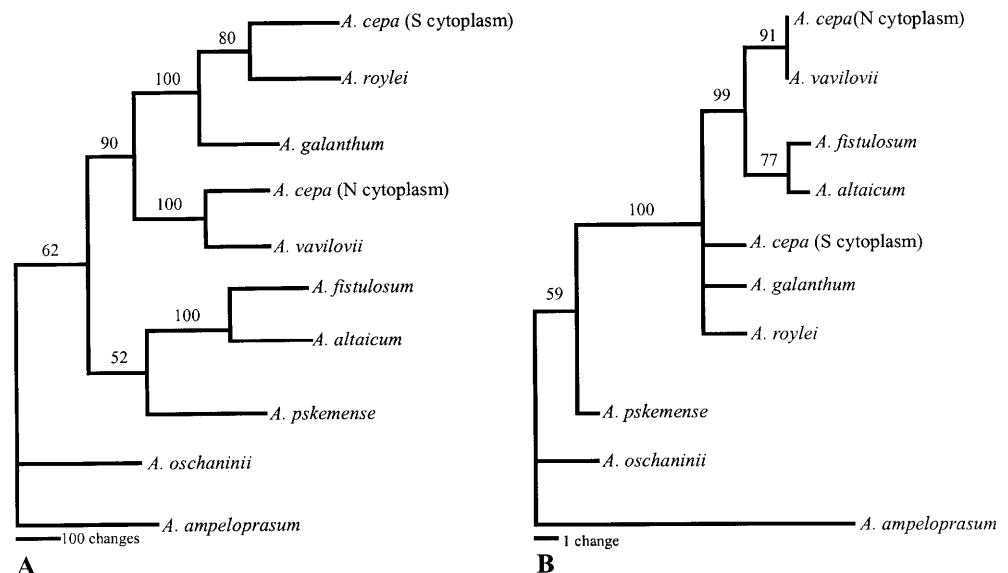 80
A. cepa (S cytoplasm)
A. roylei
100
A. galanthum
90
A. cepa (N cytoplasm)
100
A. vavilovii
62
A. fistulosum
100
A. altaicum
52
A. pskemense
A. oschaninii
A. ampeloprasum
100 changes
A
91
A. cepa(N cytoplasm)
A. vavilovii
99
A. fistulosum
77
A. altaicum
100
A. cepa (S cytoplasm)
A. galanthum
59
A. roylei
A. pskemense
A. oschaninii
A. ampeloprasum
1 change
B